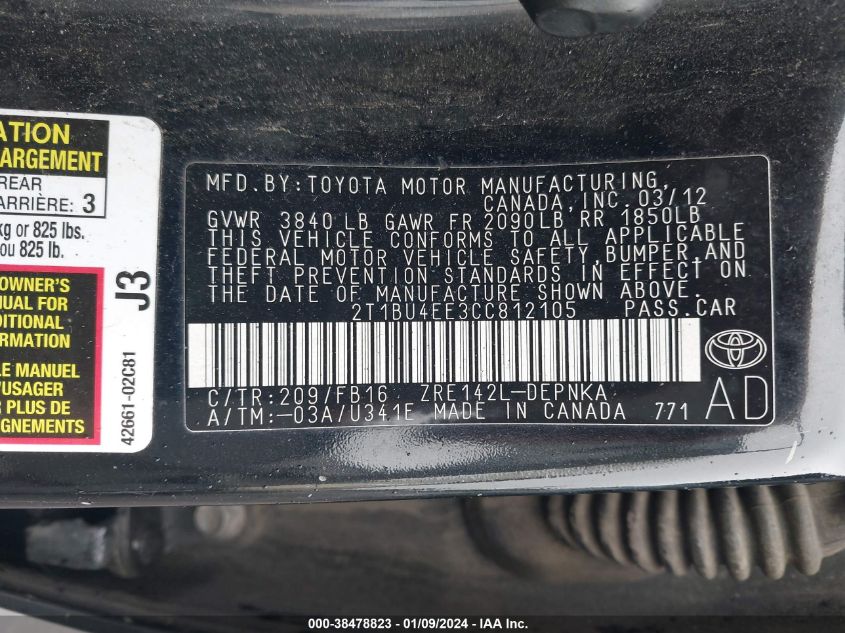 ATION
ARGEMENT
REAR
ARRIÈRE: 3
kg or 825 lbs.
ou 825 lb.
OWNER'S
NUAL FOR
DITIONAL
FORMATION
LE MANUEL
/USAGER
R PLUS DE
GNEMENTS
42661-02C81
J3
MFD.BY:TOYOTA MOTOR MANUFACTURING,
CANADA,INC.03/12
GVWR 3840 LB GAWR FR 2090LB RR 1850LB
THIS VEHICLE CONFORMS TO ALL APPLICABLE
FEDERAL MOTOR VEHICLE SAFETY,BUMPER,AND
THEFT PREVENTION STANDARDS IN EFFECT ON
THE DATE OF MANUFACTURE SHOWN ABOVE.
2T1BU4EE3CC812105 PASS.CAR
C/TR:209/FB16 ZRE142L-DEPNKA
A/TM:-03A/U341E MADE IN CANADA 771
AD
000-38478823 - 01/09/2024 - IAA Inc.